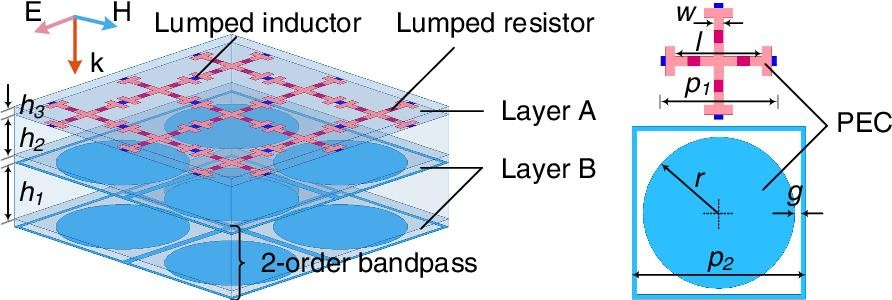 E
H
k
Lumped inductor
Lumped resistor
h3
h2
h1
Layer A
Layer B
2-order bandpass
w
l
p1
PEC
r
g
p2